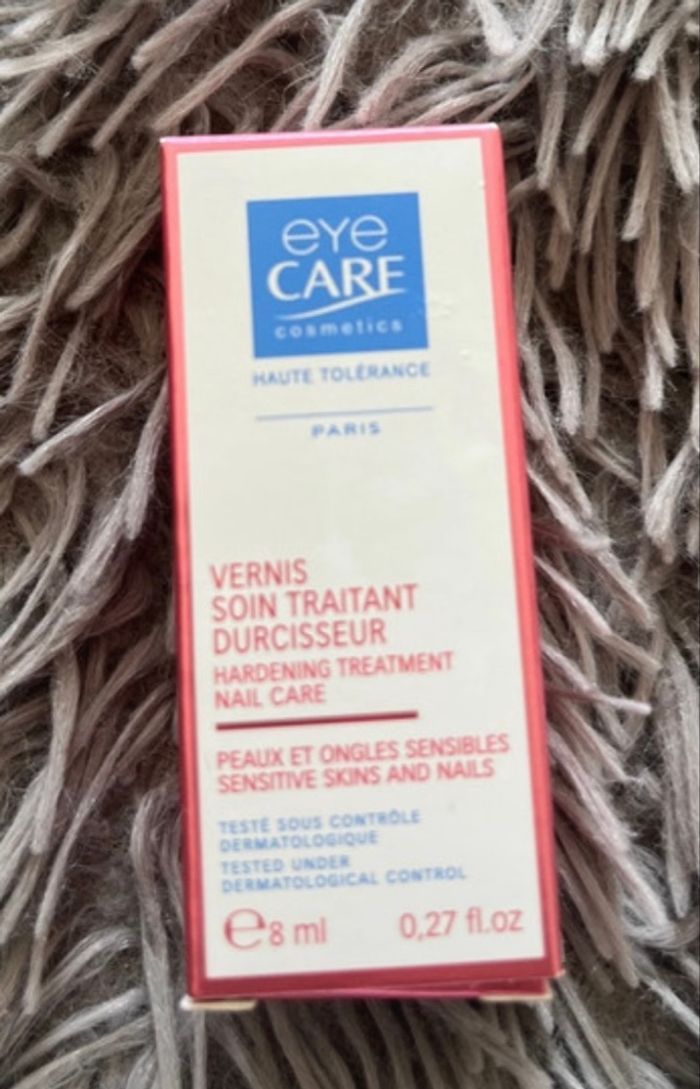 eye
CARE
cosmetics
HAUTE TOLÉRANCE
PARIS
VERNIS
SOIN TRAITANT
DURCISSEUR
HARDENING TREATMENT
NAIL CARE
PEAUX ET ONGLES SENSIBLES
SENSITIVE SKINS AND NAILS
TESTÉ SOUS CONTRÔLE
DERMATOLOGIQUE
TESTED UNDER
DERMATOLOGICAL CONTROL
℮8 ml 0,27 fl.oz